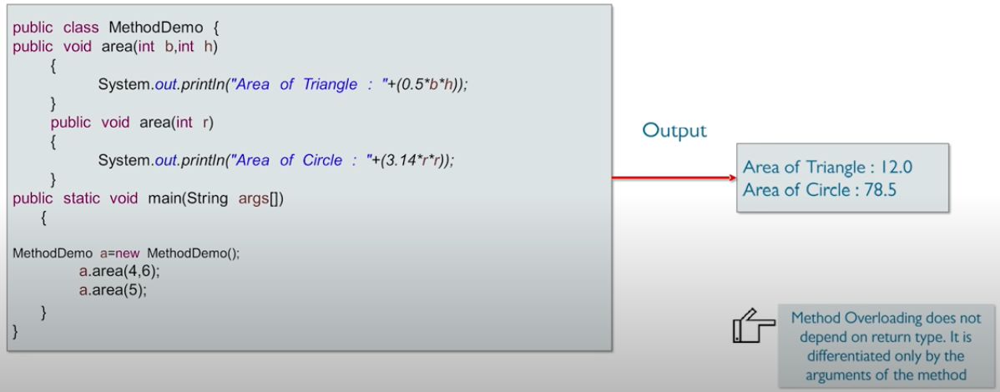 public class MethodDemo {
public void area(int b,int h)
{
System.out.println("Area of Triangle : "+(0.5*b*h));
}
public void area(int r)
{
System.out.println("Area of Circle : "+(3.14*r*r));
}
public static void main(String args[])
{
MethodDemo a=new MethodDemo();
a.area(4,6);
a.area(5);
}
}
Output
Area of Triangle : 12.0
Area of Circle : 78.5
Method Overloading does not
depend on return type. It is
differentiated only by the
arguments of the method